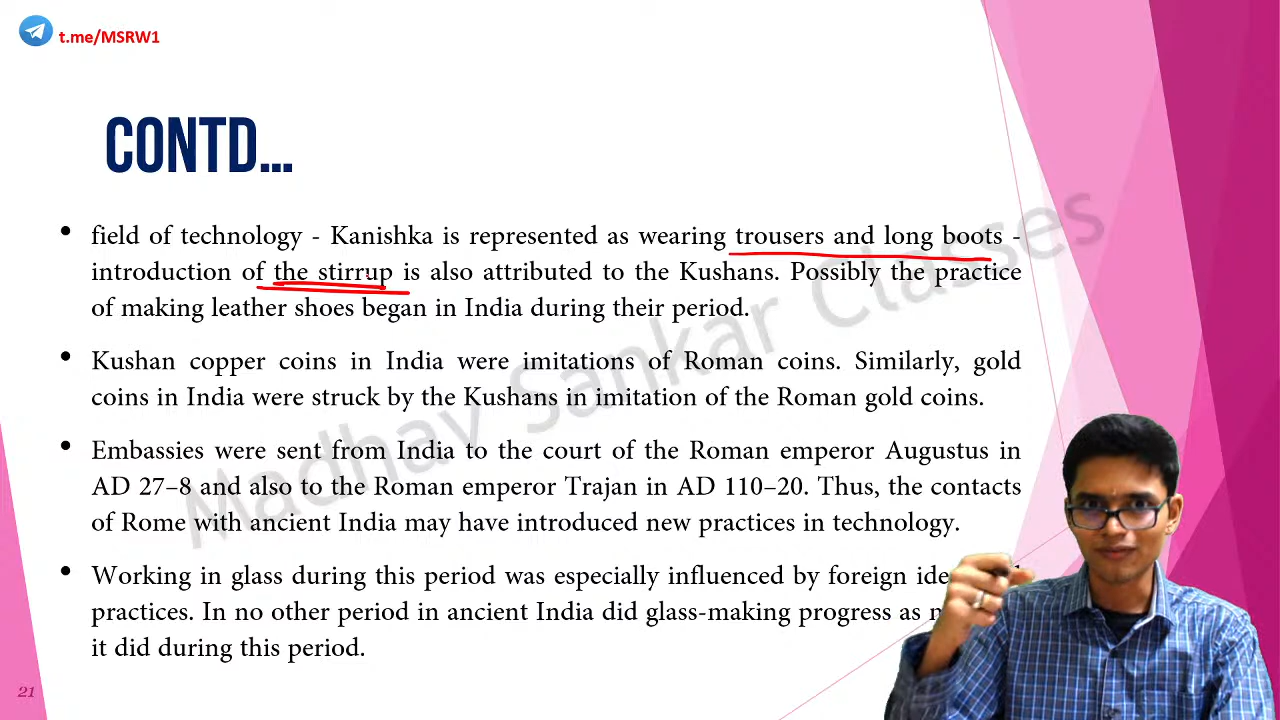 t.me/MSRW1
CONTD...
• field of technology - Kanishka is represented as wearing trousers and long boots -
introduction of the stirrup is also attributed to the Kushans. Possibly the practice
of making leather shoes began in India during their period.
• Kushan copper coins in India were imitations of Roman coins. Similarly, gold
coins in India were struck by the Kushans in imitation of the Roman gold coins.
• Embassies were sent from India to the court of the Roman emperor Augustus in
AD 27–8 and also to the Roman emperor Trajan in AD 110–20. Thus, the contacts
of Rome with ancient India may have introduced new practices in technology.
• Working in glass during this period was especially influenced by foreign
practices. In no other period in ancient India did glass-making progress as
it did during this period.
Madhav Sankar Classes
21